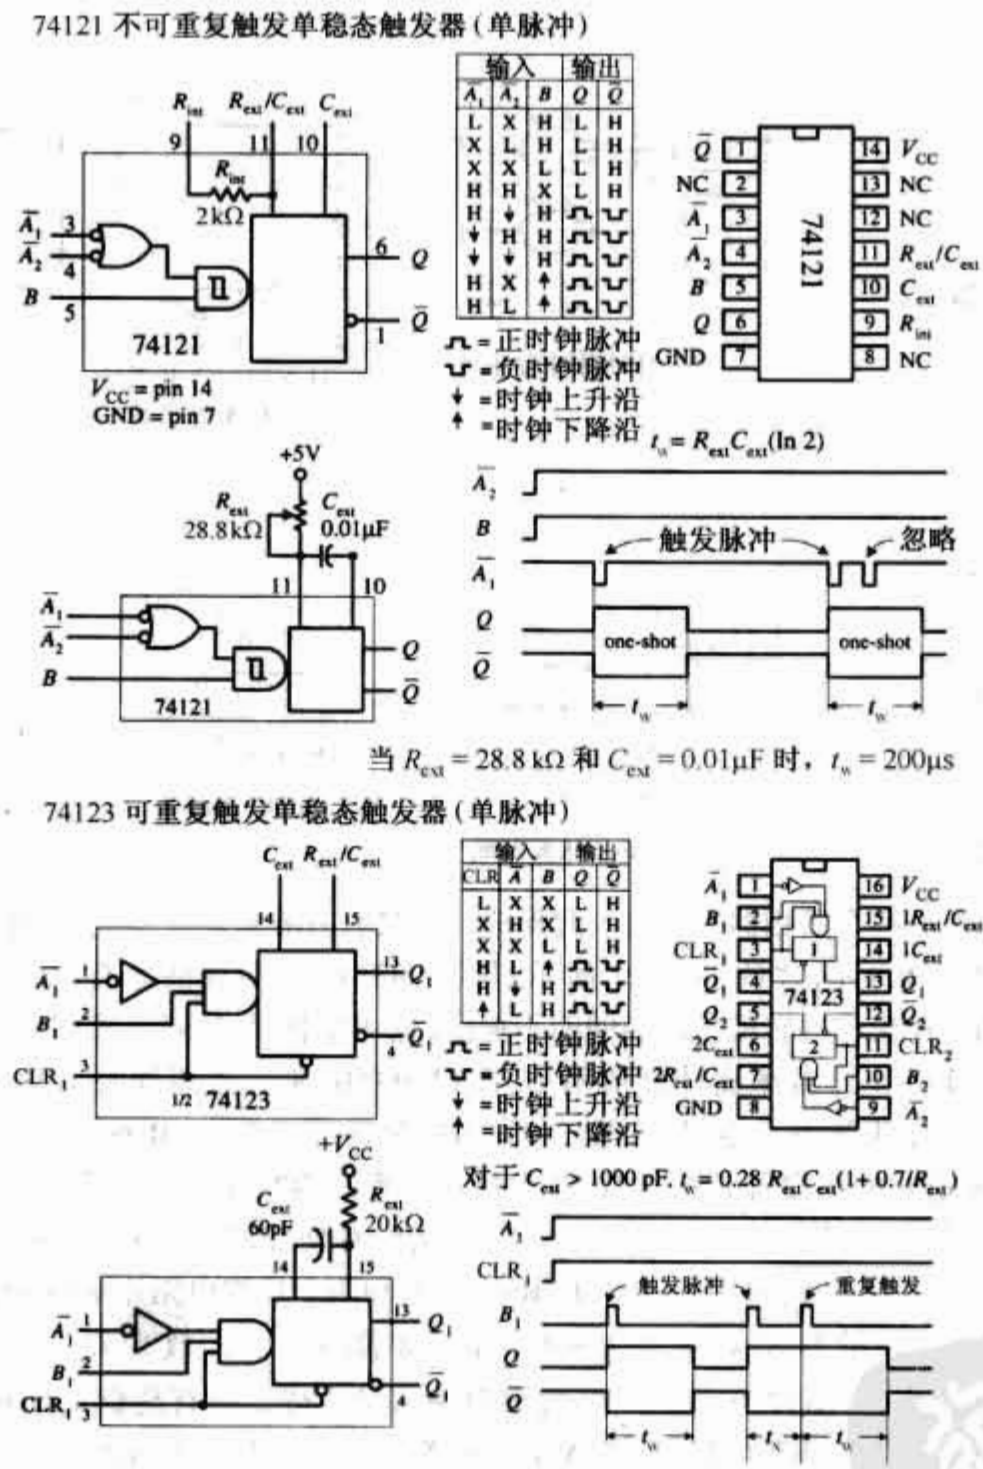 74121 不可重复触发单稳态触发器(单脉冲)
R_int R_ext/C_ext C_ext
9 11 10
R_int
2kΩ
A̅₁ 3
A̅₂ 4
B 5
6 Q
1 Q̅
74121
V_CC = pin 14
GND = pin 7
输入 输出
A̅₁ A̅₂ B Q Q̅
L X H L H
X L H L H
X X L L H
H H X L H
H ↓ H ⊓ ⊔
↓ H H ⊓ ⊔
↓ ↓ H ⊓ ⊔
H X ↑ ⊓ ⊔
H L ↑ ⊓ ⊔
⊓ = 正时钟脉冲
⊔ = 负时钟脉冲
↓ =时钟上升沿
↑ =时钟下降沿
Q̅ 1 14 V_CC
NC 2 13 NC
A̅₁ 3 12 NC
A̅₂ 4 11 R_ext/C_ext
B 5 10 C_ext
Q 6 9 R_int
GND 7 8 NC
74121
+5V
R_ext
28.8kΩ
C_ext
0.01μF
11 10
A̅₁
A̅₂
B
Q
Q̅
74121
t_w = R_ext C_ext (ln 2)
A̅₂
B
触发脉冲 忽略
A̅₁
Q
Q̅
one-shot one-shot
t_w t_w
当 R_ext = 28.8 kΩ 和 C_ext = 0.01μF 时，t_w = 200μs
74123 可重复触发单稳态触发器(单脉冲)
C_ext R_ext/C_ext
14 15
A̅₁ 1
B₁ 2
CLR₁ 3
13 Q₁
4 Q̅₁
1/2 74123
输入 输出
CLR A̅ B Q Q̅
L X X L H
X H X L H
X X L L H
H L ↑ ⊓ ⊔
H ↓ H ⊓ ⊔
↑ L H ⊓ ⊔
⊓ = 正时钟脉冲
⊔ = 负时钟脉冲
↓ =时钟上升沿
↑ =时钟下降沿
A̅₁ 1 16 V_CC
B₁ 2 15 1R_ext/C_ext
CLR₁ 3 14 1C_ext
Q̅₁ 4 13 Q₁
Q₂ 5 12 Q̅₂
2C_ext 6 11 CLR₂
2R_ext/C_ext 7 10 B₂
GND 8 9 A̅₂
1
74123
2
+V_CC
C_ext
60pF
R_ext
20kΩ
14 15
A̅₁ 1
B₁ 2
CLR₁ 3
13 Q₁
4 Q̅₁
对于 C_ext > 1000 pF, t_w = 0.28 R_ext C_ext (1+ 0.7/R_ext)
A̅₁
CLR₁
触发脉冲 重复触发
B₁
Q
Q̅
t_w t_x t_w